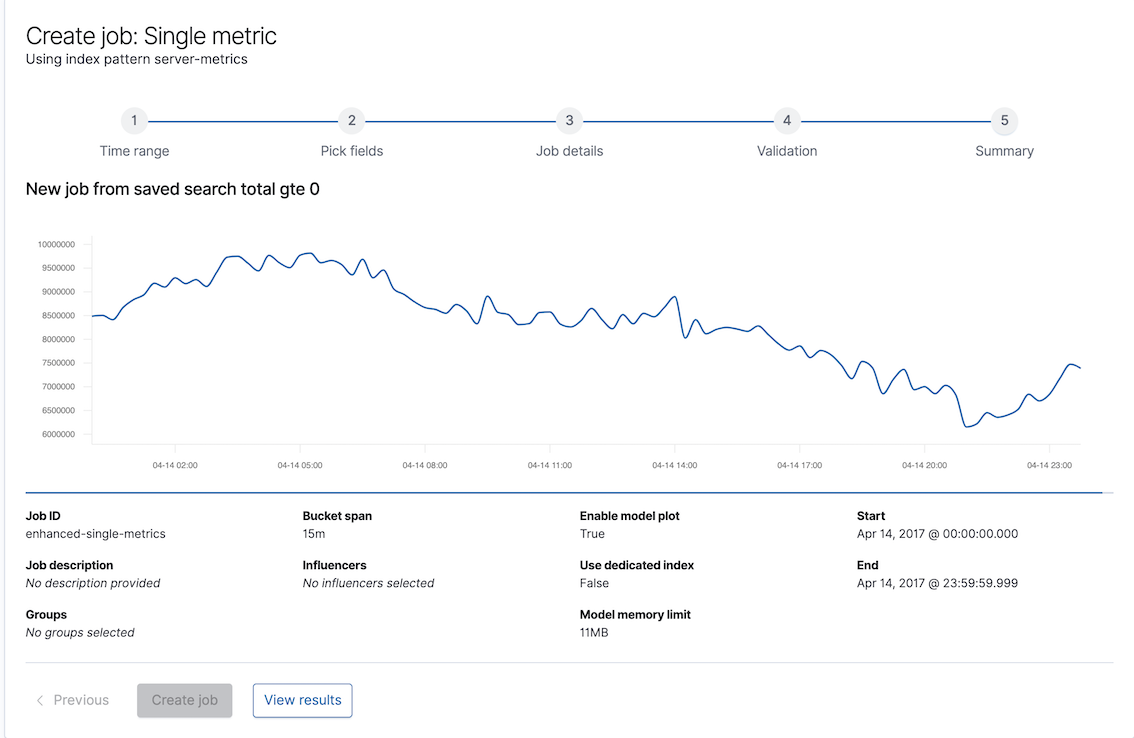 Create job: Single metric
Using index pattern server-metrics
1 2 3 4 5
Time range Pick fields Job details Validation Summary
New job from saved search total gte 0
10000000
9500000
9000000
8500000
8000000
7500000
7000000
6500000
6000000
04-14 02:00 04-14 05:00 04-14 08:00 04-14 11:00 04-14 14:00 04-14 17:00 04-14 20:00 04-14 23:00
Job ID Bucket span Enable model plot Start
enhanced-single-metrics 15m True Apr 14, 2017 @ 00:00:00.000
Job description Influencers Use dedicated index End
No description provided No influencers selected False Apr 14, 2017 @ 23:59:59.999
Groups Model memory limit
No groups selected 11MB
Previous Create job View results